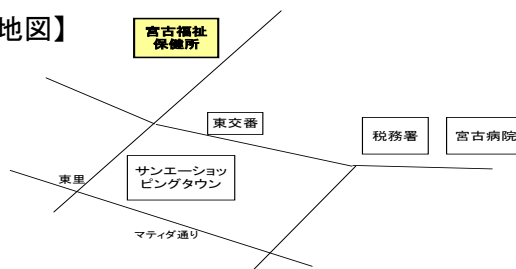 地図】
宮古福祉
保健所
東交番
税務署
宮古病院
サンエーショッ
ピングタウン
東里
マティダ通り